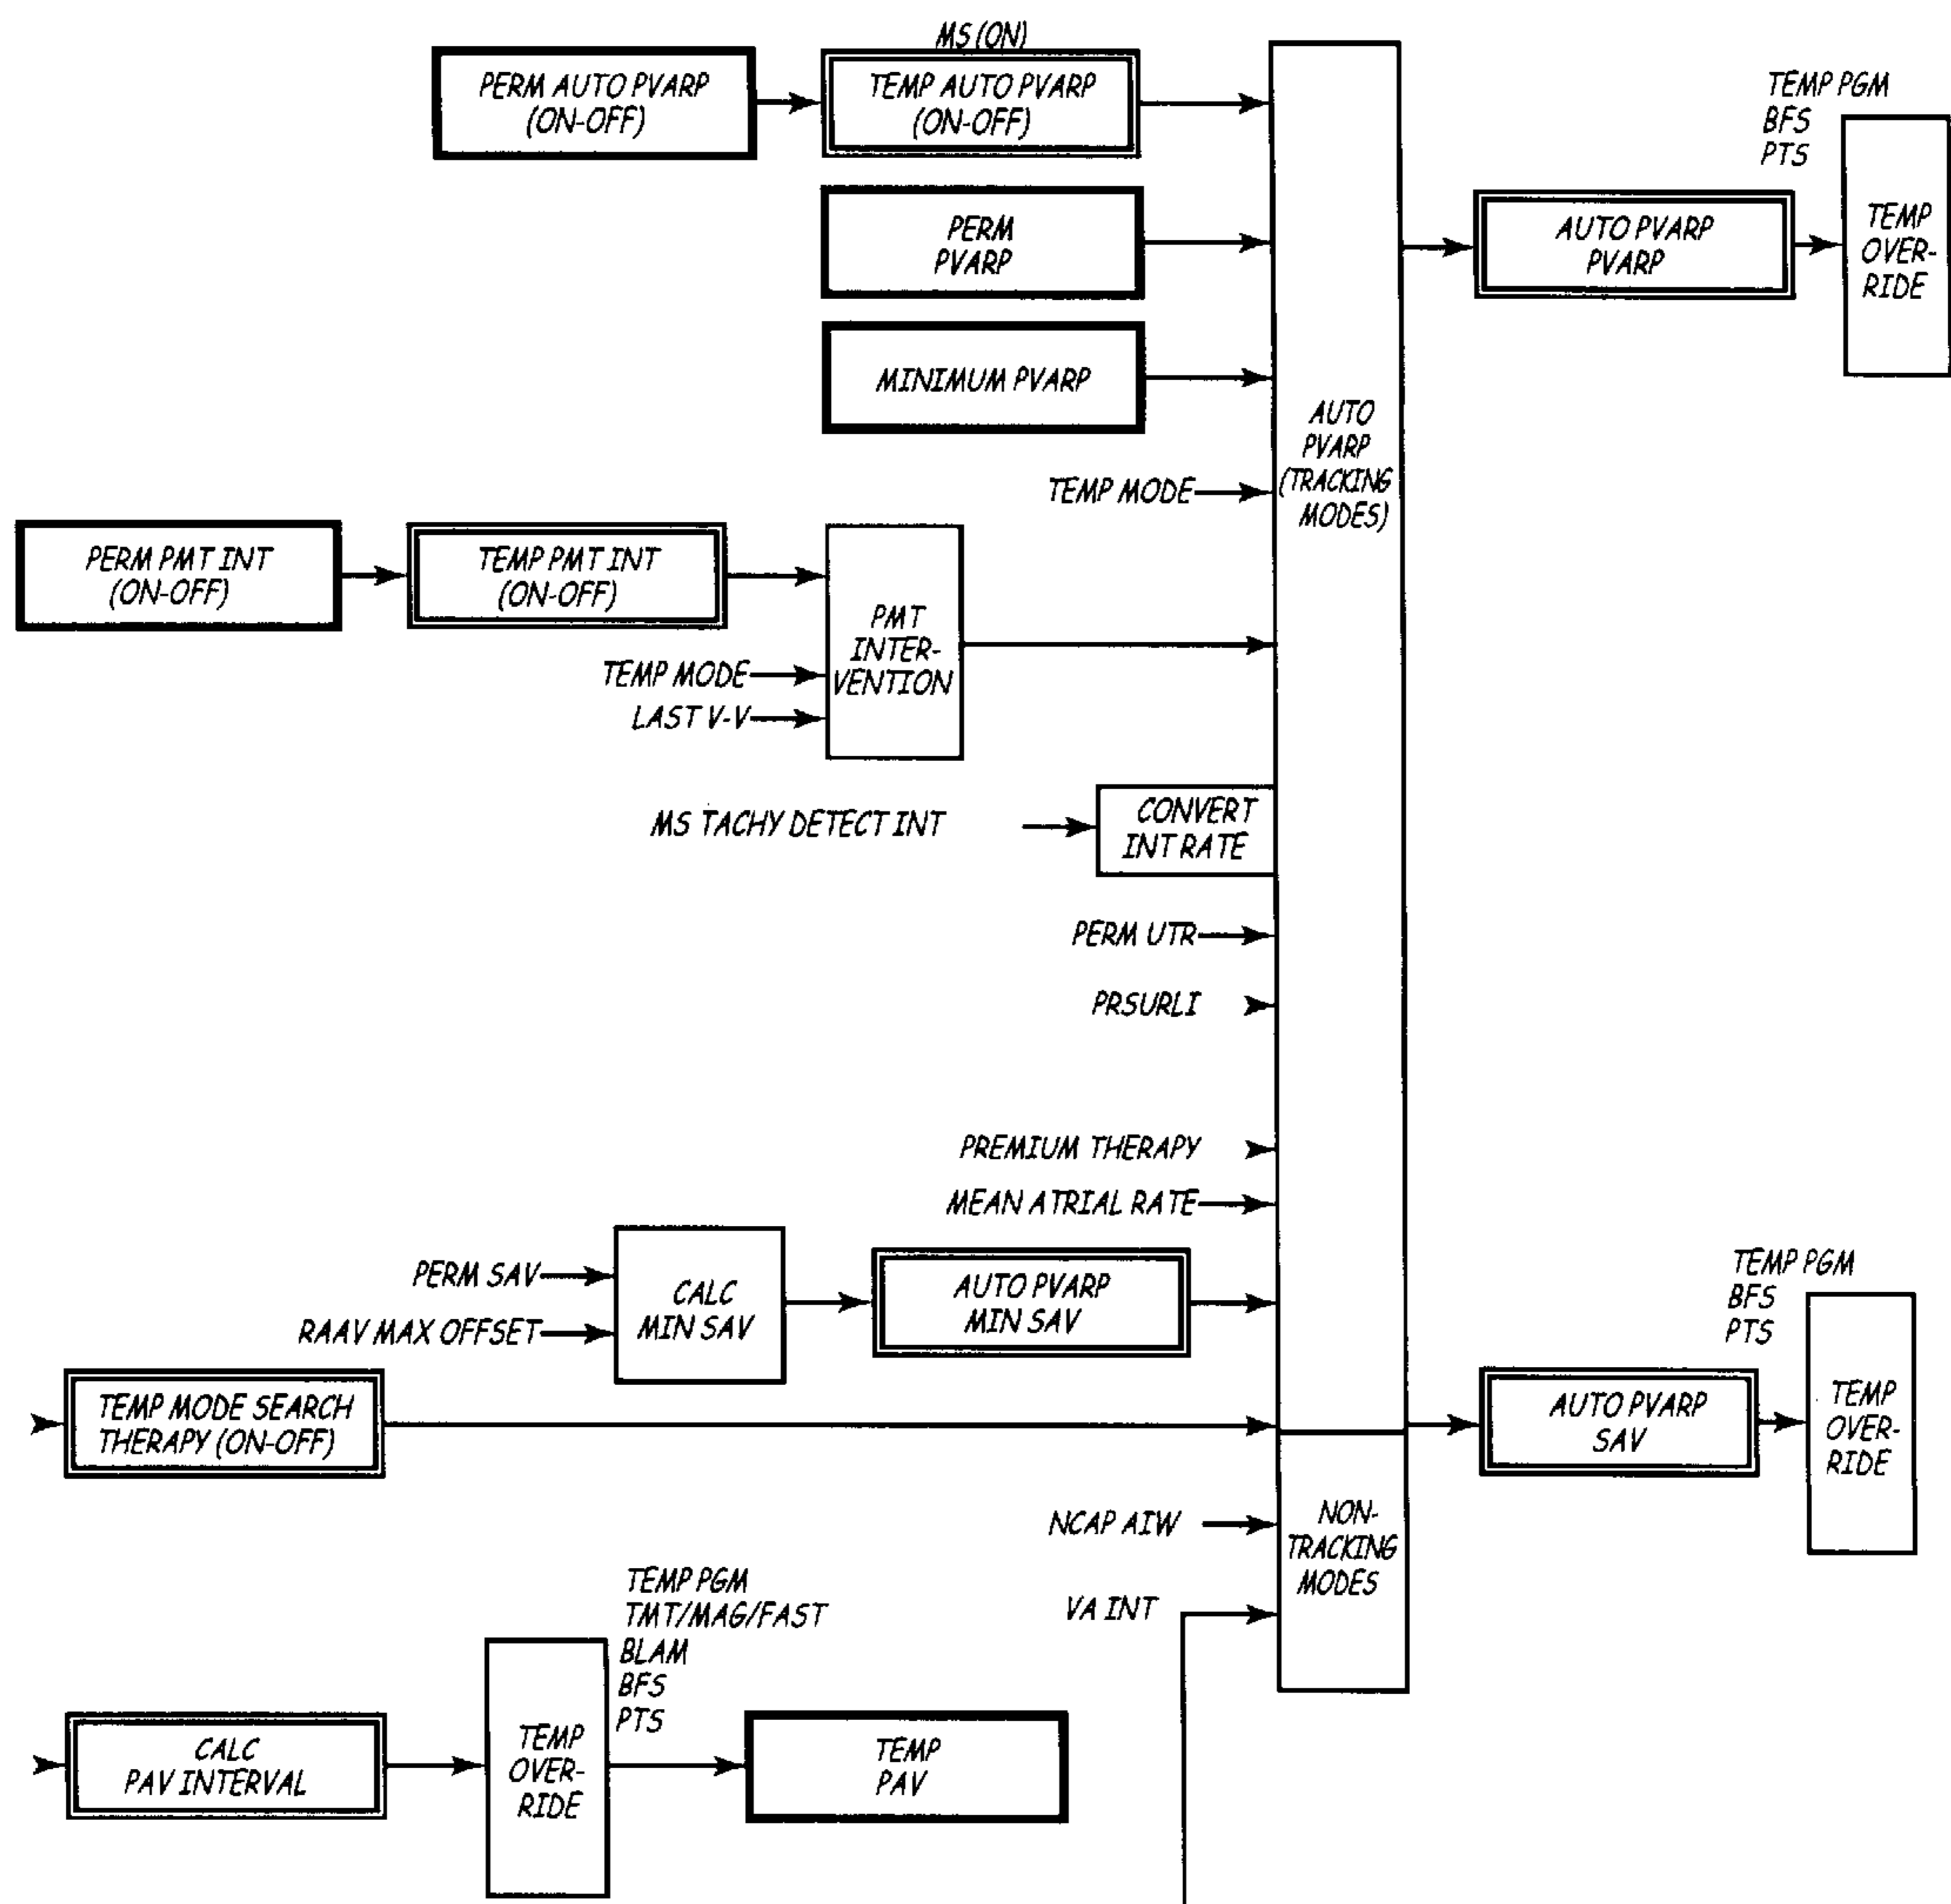 MS (ON)
PERM AUTO PVARP
(ON-OFF)
TEMP AUTO PVARP
(ON-OFF)
TEMP PGM
BFS
PTS
PERM
PVARP
AUTO PVARP
PVARP
TEMP
OVER-
RIDE
MINIMUM PVARP
AUTO
PVARP
(TRACKING
MODES)
TEMP MODE
PERM PMT INT
(ON-OFF)
TEMP PMT INT
(ON-OFF)
PMT
INTER-
VENTION
TEMP MODE
LAST V-V
MS TACHY DETECT INT
CONVERT
INT RATE
PERM UTR
PRSURLI
PREMIUM THERAPY
MEAN ATRIAL RATE
PERM SAV
RAAV MAX OFFSET
CALC
MIN SAV
AUTO PVARP
MIN SAV
TEMP PGM
BFS
PTS
TEMP MODE SEARCH
THERAPY (ON-OFF)
AUTO PVARP
SAV
TEMP
OVER-
RIDE
NCAP AIW
VA INT
NON-
TRACKING
MODES
TEMP PGM
TMT/MAG/FAST
BLAM
BFS
PTS
CALC
PAV INTERVAL
TEMP
OVER-
RIDE
TEMP
PAV